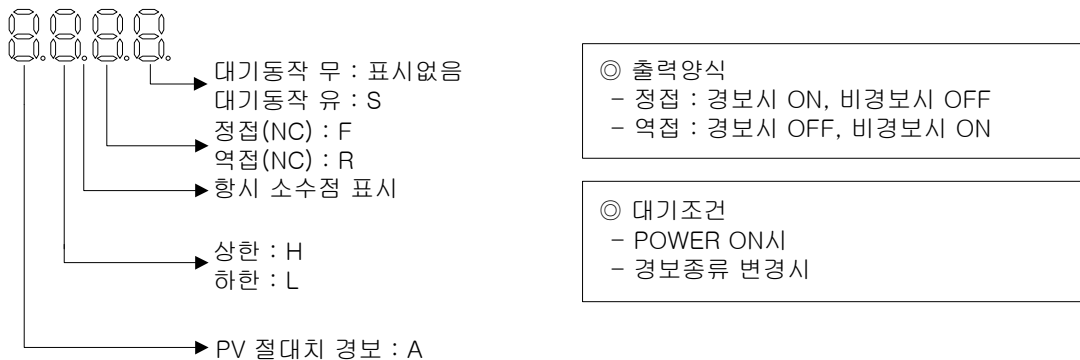 8.8.8.8.
대기동작 무 : 표시없음
대기동작 유 : S
정접(NC) : F
역접(NC) : R
항시 소수점 표시
상한 : H
하한 : L
PV 절대치 경보 : A
◎ 출력양식
- 정접 : 경보시 ON, 비경보시 OFF
- 역접 : 경보시 OFF, 비경보시 ON
◎ 대기조건
- POWER ON시
- 경보종류 변경시